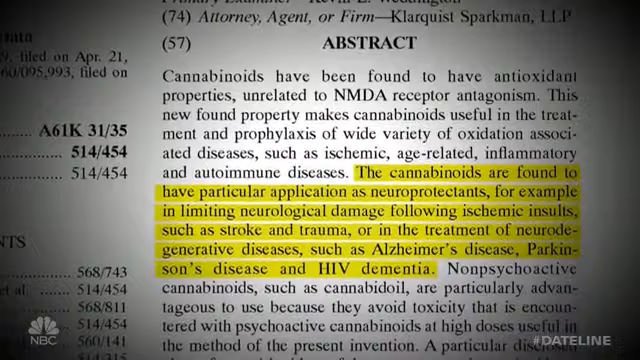 (74) Attorney, Agent, or Firm—Klarquist Sparkman, LLP
(57) ABSTRACT
9, filed on Apr. 21,
60/095,993, filed on
A61K 31/35
514/454
514/454
568/743
514/454
568/811
514/454
560/141
Cannabinoids have been found to have antioxidant
properties, unrelated to NMDA receptor antagonism. This
new found property makes cannabinoids useful in the treat-
ment and prophylaxis of wide variety of oxidation associ-
ated diseases, such as ischemic, age-related, inflammatory
and autoimmune diseases. The cannabinoids are found to
have particular application as neuroprotectants, for example
in limiting neurological damage following ischemic insults,
such as stroke and trauma, or in the treatment of neurode-
generative diseases, such as Alzheimer's disease, Parkin-
son's disease and HIV dementia. Nonpsychoactive
cannabinoids, such as cannabidoil, are particularly advan-
tageous to use because they avoid toxicity that is encoun-
tered with psychoactive cannabinoids at high doses useful in
the method of the present invention. A particular disclosed
NBC
#DATELINE